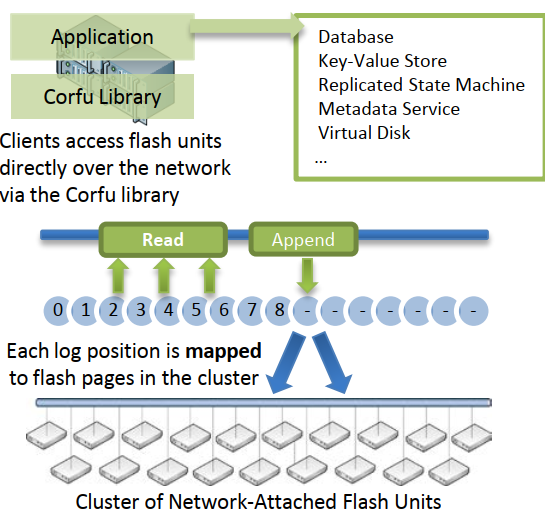 Application
Corfu Library
Database
Key-Value Store
Replicated State Machine
Metadata Service
Virtual Disk
...
Clients access flash units
directly over the network
via the Corfu library
Read
Append
0 1 2 3 4 5 6 7 8 - - - - - - -
Each log position is mapped
to flash pages in the cluster
Cluster of Network-Attached Flash Units